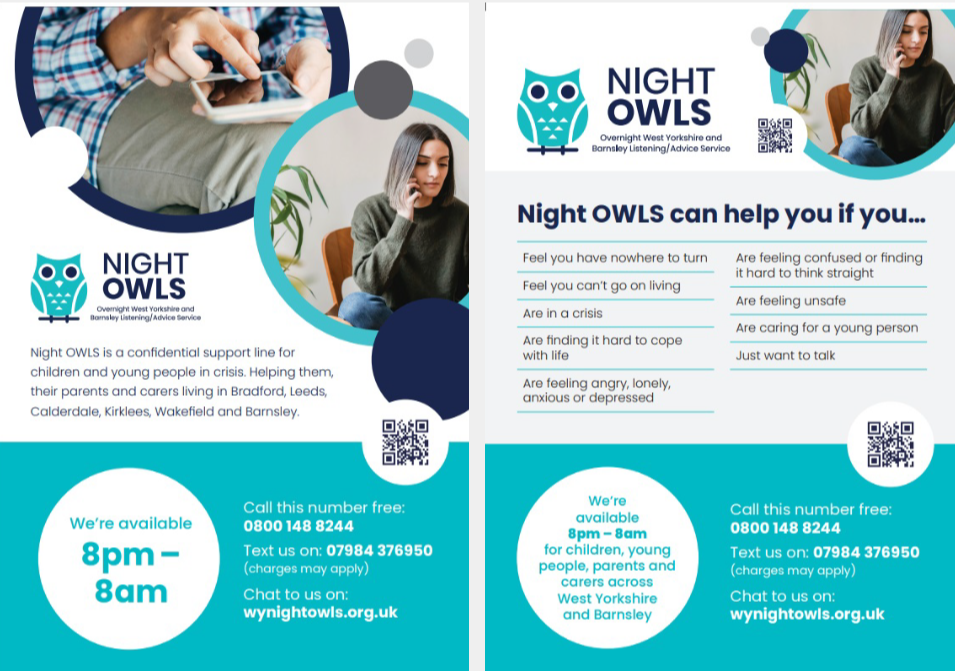 NIGHT
OWLS
Overnight West Yorkshire and
Barnsley Listening/Advice Service
Night OWLS is a confidential support line for
children and young people in crisis. Helping them,
their parents and carers living in Bradford, Leeds,
Calderdale, Kirklees, Wakefield and Barnsley.
We're available
8pm –
8am
Call this number free:
0800 148 8244
Text us on: 07984 376950
(charges may apply)
Chat to us on:
wynightowls.org.uk
NIGHT
OWLS
Overnight West Yorkshire and
Barnsley Listening/Advice Service
Night OWLS can help you if you...
Feel you have nowhere to turn
Feel you can't go on living
Are in a crisis
Are finding it hard to cope
with life
Are feeling angry, lonely,
anxious or depressed
Are feeling confused or finding
it hard to think straight
Are feeling unsafe
Are caring for a young person
Just want to talk
We're
available
8pm – 8am
for children, young
people, parents and
carers across
West Yorkshire
and Barnsley
Call this number free:
0800 148 8244
Text us on: 07984 376950
(charges may apply)
Chat to us on:
wynightowls.org.uk